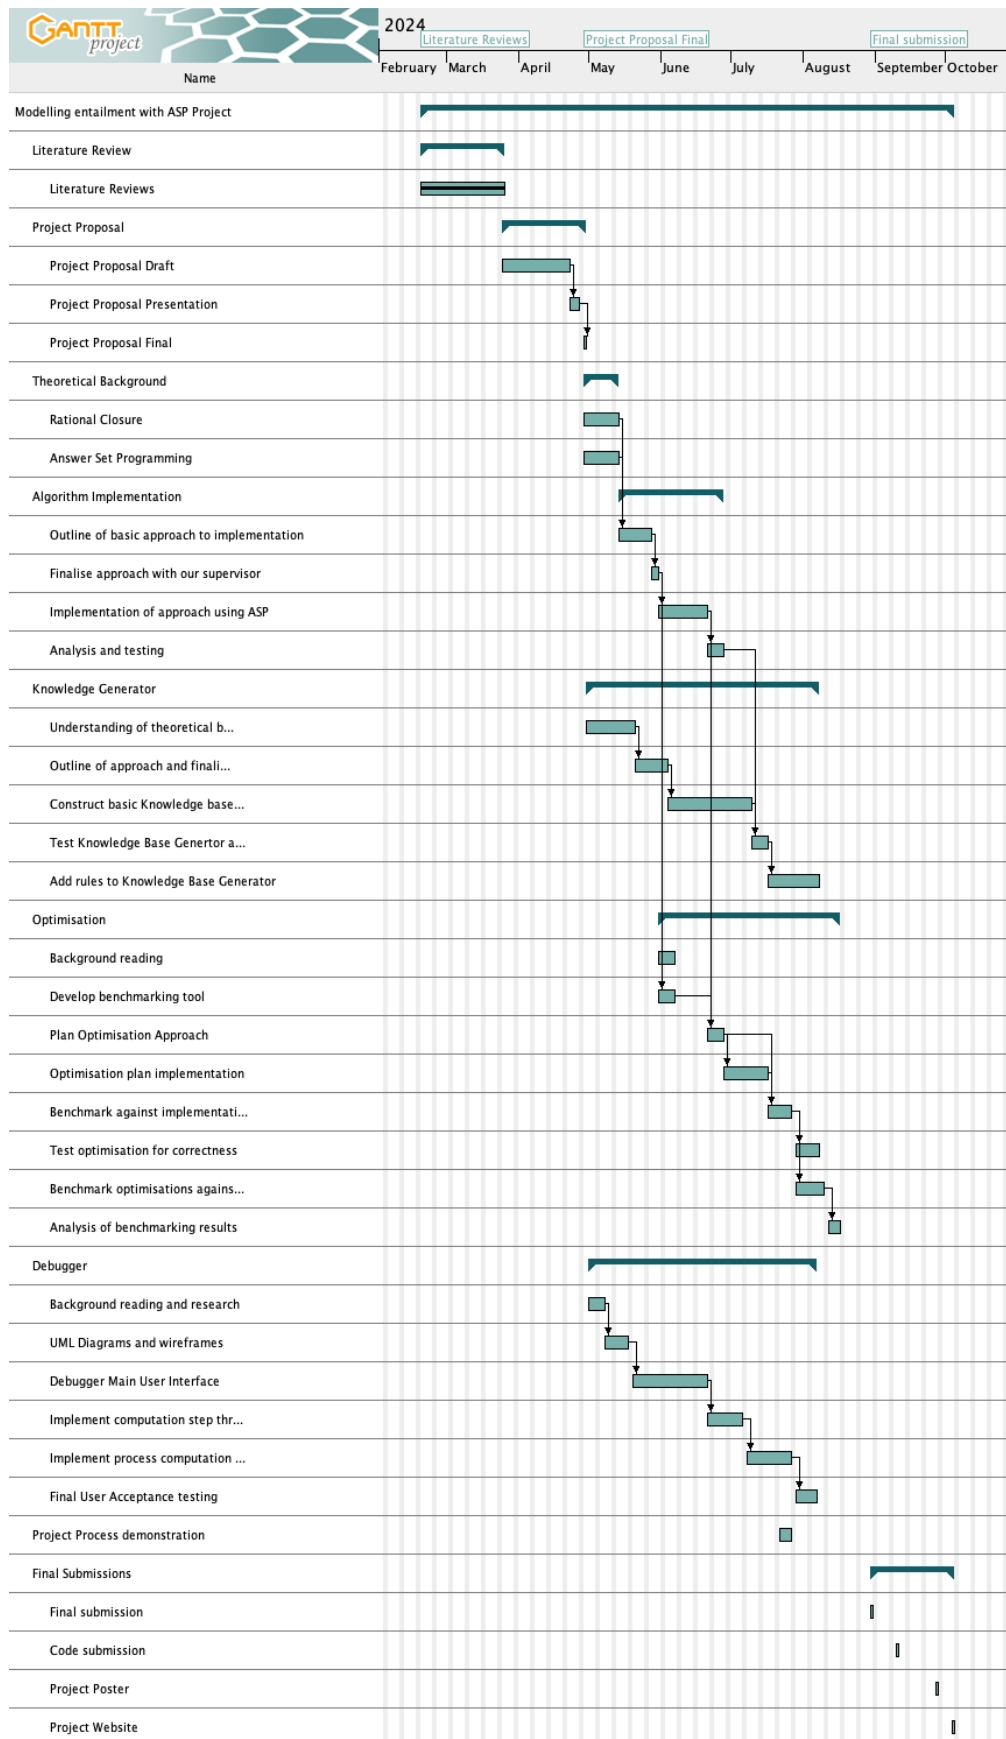 GANTT
project
2024
Literature Reviews
Project Proposal Final
Final submission
Name
February
March
April
May
June
July
August
September
October
Modelling entailment with ASP Project
Literature Review
Literature Reviews
Project Proposal
Project Proposal Draft
Project Proposal Presentation
Project Proposal Final
Theoretical Background
Rational Closure
Answer Set Programming
Algorithm Implementation
Outline of basic approach to implementation
Finalise approach with our supervisor
Implementation of approach using ASP
Analysis and testing
Knowledge Generator
Understanding of theoretical b...
Outline of approach and finali...
Construct basic Knowledge base...
Test Knowledge Base Genertor a...
Add rules to Knowledge Base Generator
Optimisation
Background reading
Develop benchmarking tool
Plan Optimisation Approach
Optimisation plan implementation
Benchmark against implementati...
Test optimisation for correctness
Benchmark optimisations agains...
Analysis of benchmarking results
Debugger
Background reading and research
UML Diagrams and wireframes
Debugger Main User Interface
Implement computation step thr...
Implement process computation ...
Final User Acceptance testing
Project Process demonstration
Final Submissions
Final submission
Code submission
Project Poster
Project Website